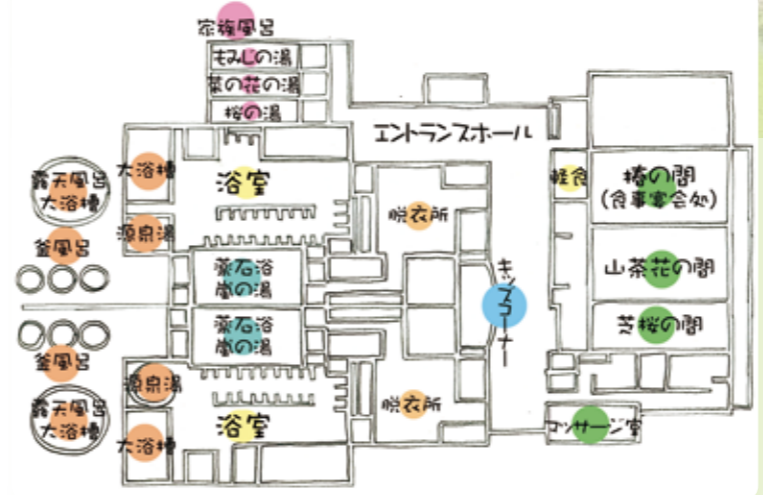 家族風呂
もみじの湯
菜の花の湯
桜の湯
エントランスホール
大浴槽
浴室
露天風呂
大浴槽
脱衣所
軽食
椿の間
(食事宴会処)
源泉湯
釜風呂
薬石浴
嵐の湯
キッズコーナー
山茶花の間
薬石浴
嵐の湯
芝桜の間
釜風呂
源泉湯
露天風呂
大浴槽
浴室
脱衣所
大浴槽
マッサージ室